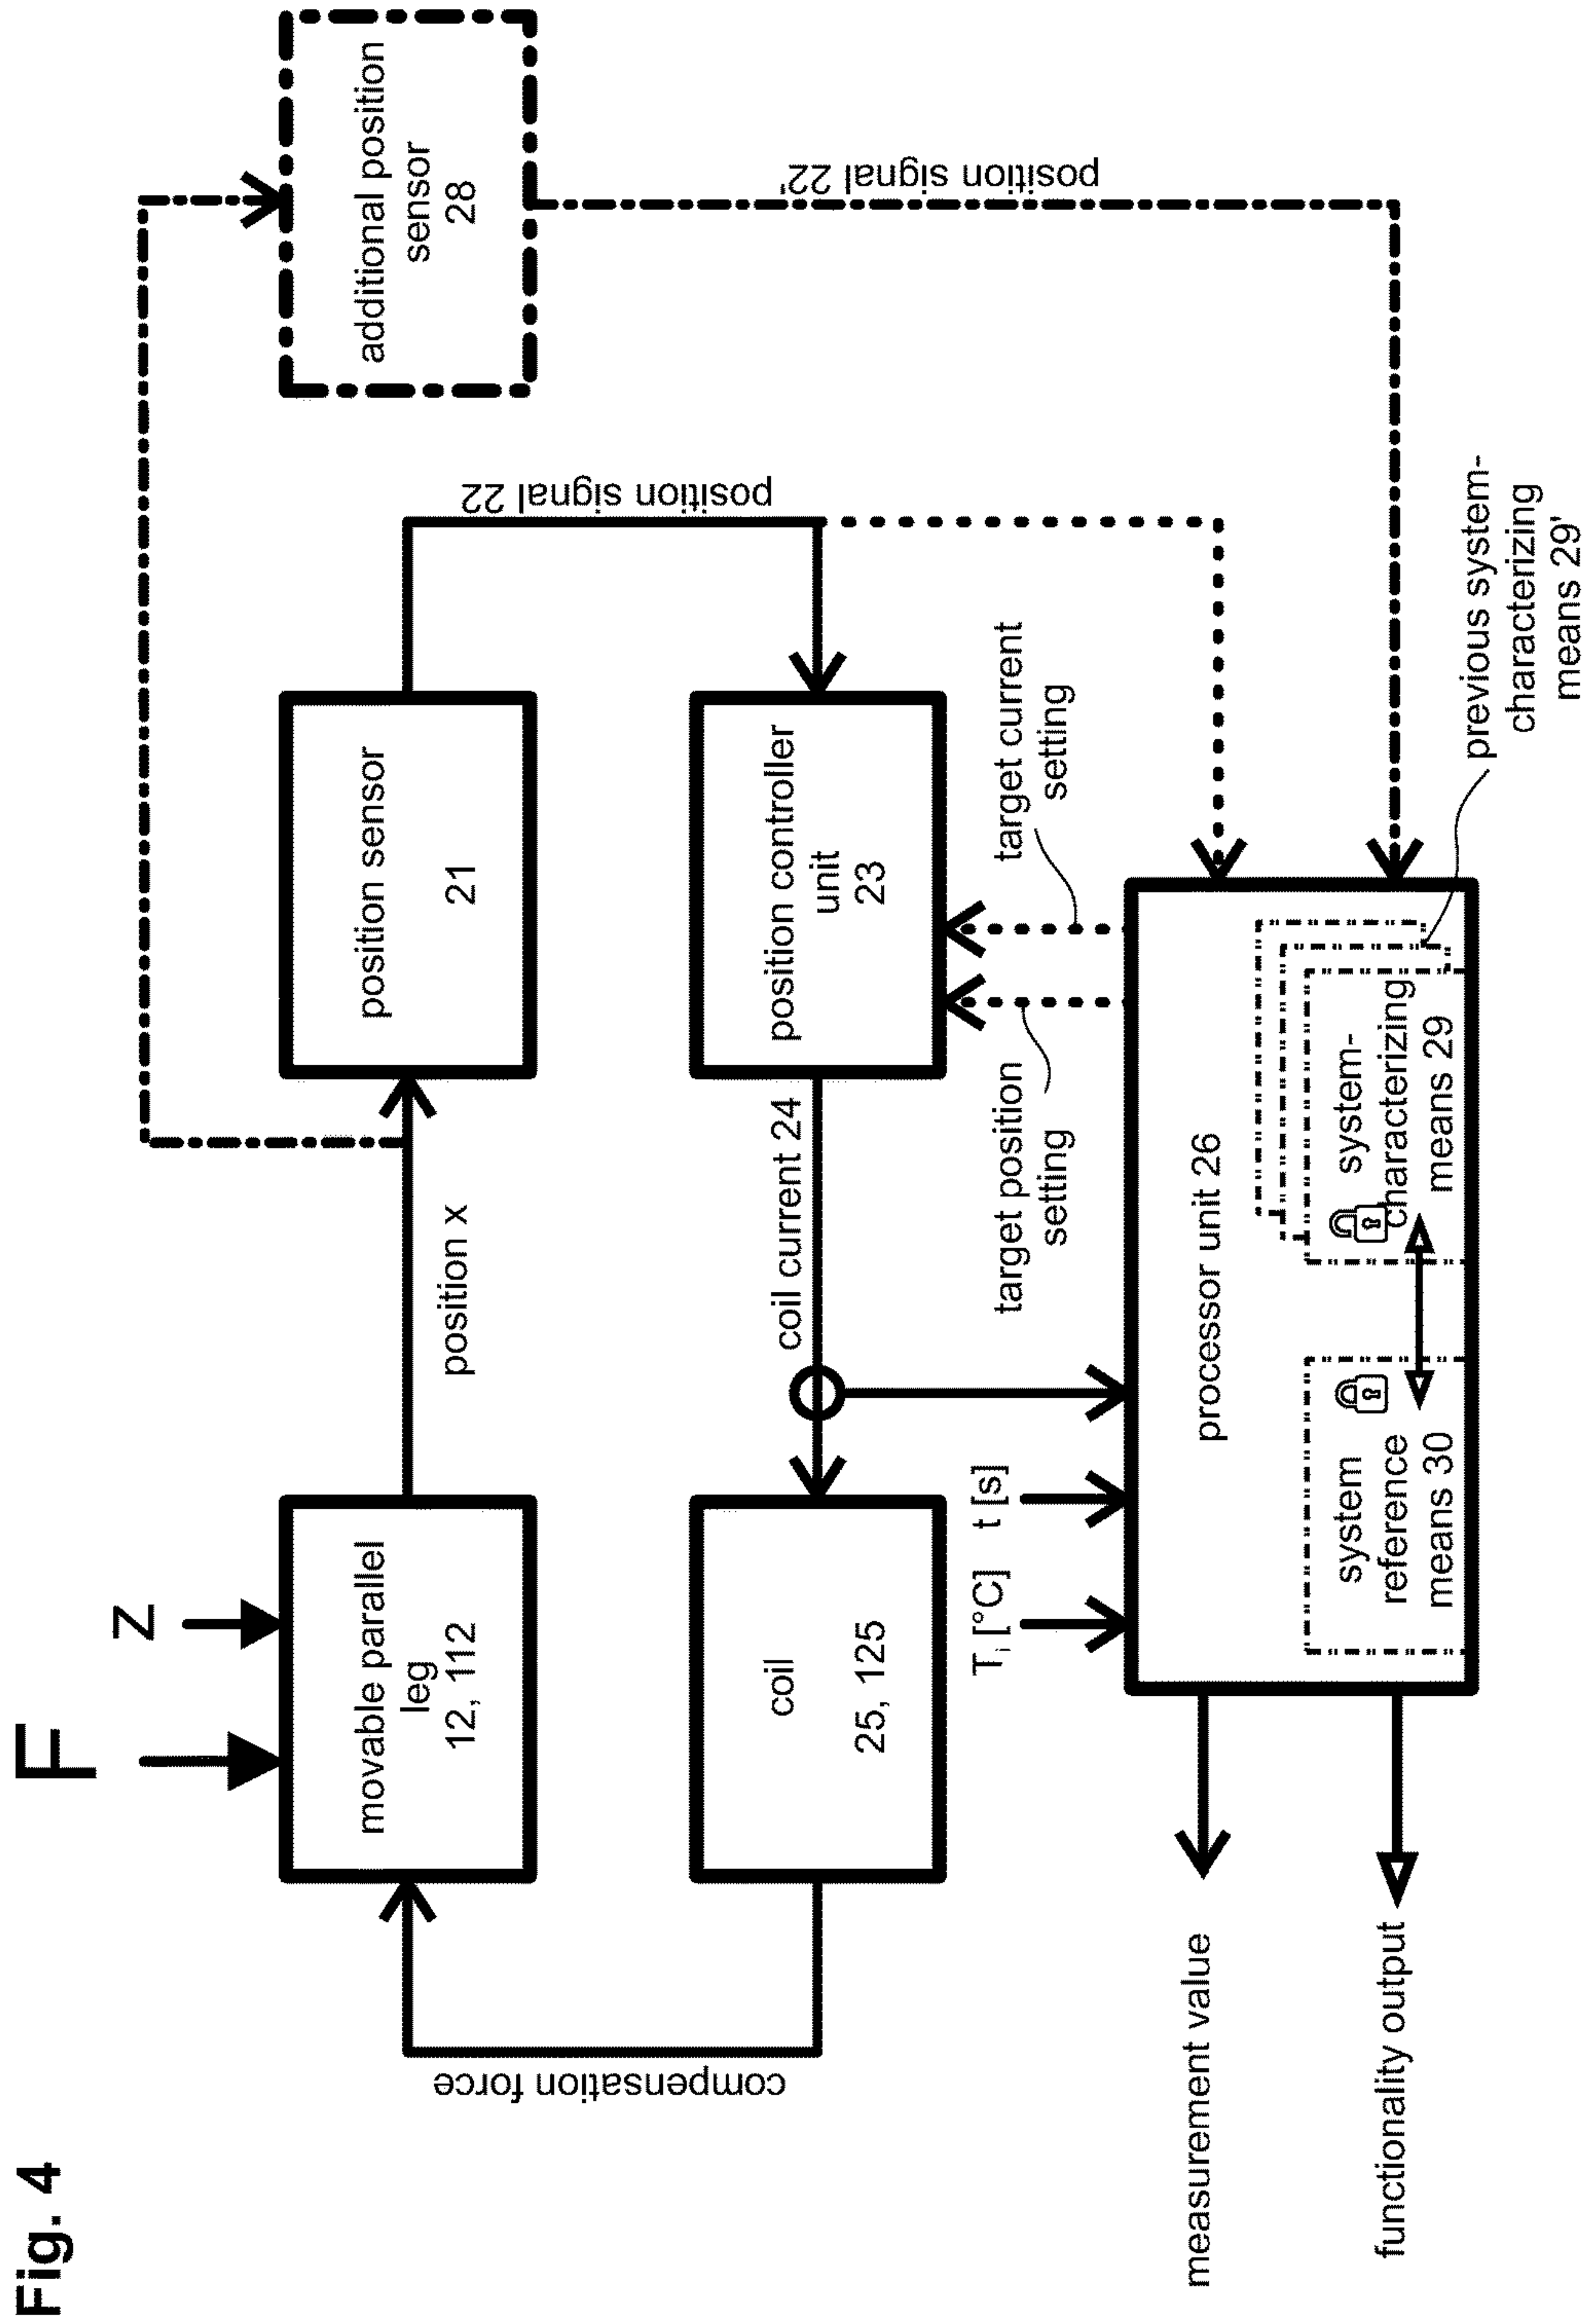 Fig. 4
F
Z
movable parallel
leg
12, 112
position x
position sensor
21
additional position
sensor
28
compensation force
position signal 22
position signal 22'
coil
25, 125
coil current 24
position controller
unit
23
Ti [°C]
t [s]
target position
setting
target current
setting
processor unit 26
system
reference
means 30
system-
characterizing
means 29
previous system-
characterizing
means 29'
measurement value
functionality output